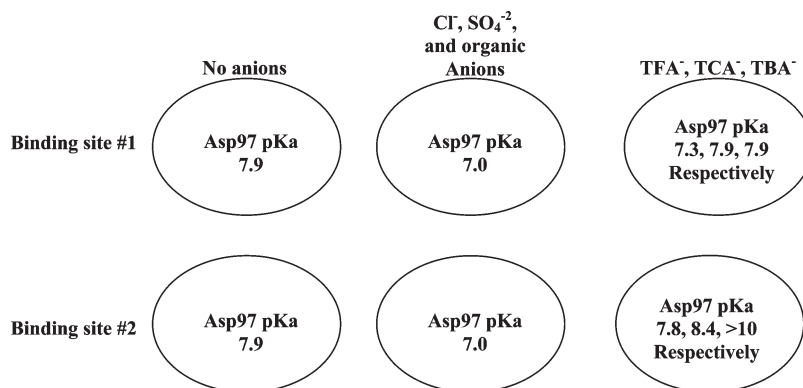 No anions
Cl⁻, SO₄⁻²,
and organic
Anions
TFA⁻, TCA⁻, TBA⁻
Binding site #1
Asp97 pKa
7.9
Asp97 pKa
7.0
Asp97 pKa
7.3, 7.9, 7.9
Respectively
Binding site #2
Asp97 pKa
7.9
Asp97 pKa
7.0
Asp97 pKa
7.8, 8.4, >10
Respectively